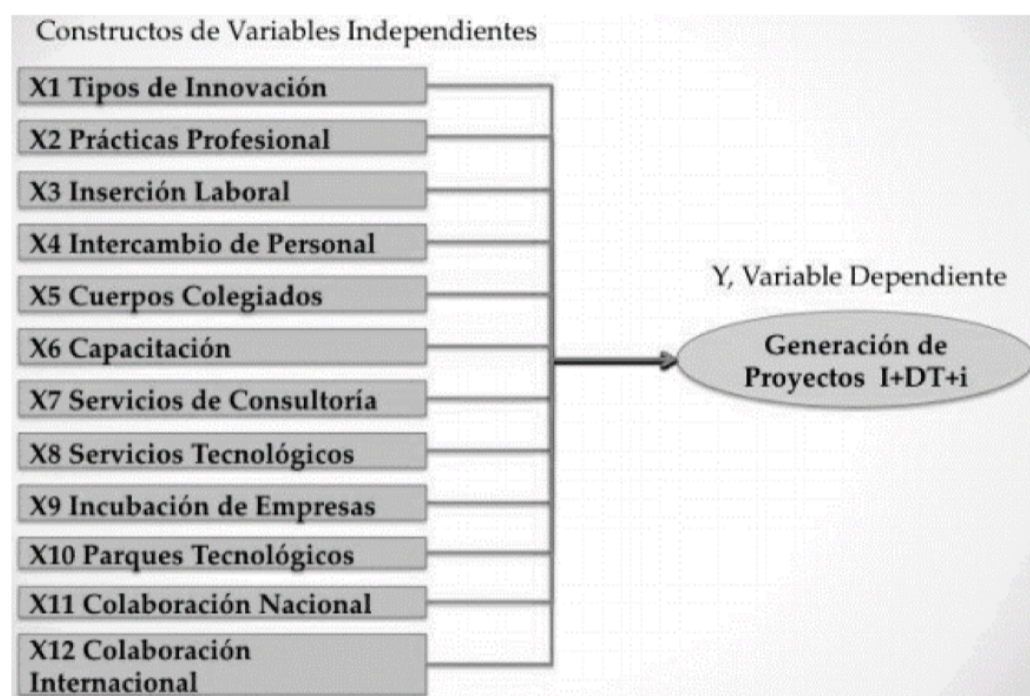 Constructos de Variables Independientes
X1 Tipos de Innovación
X2 Prácticas Profesional
X3 Inserción Laboral
X4 Intercambio de Personal
X5 Cuerpos Colegiados
X6 Capacitación
X7 Servicios de Consultoría
X8 Servicios Tecnológicos
X9 Incubación de Empresas
X10 Parques Tecnológicos
X11 Colaboración Nacional
X12 Colaboración
Internacional
Y, Variable Dependiente
Generación de
Proyectos I+DT+i